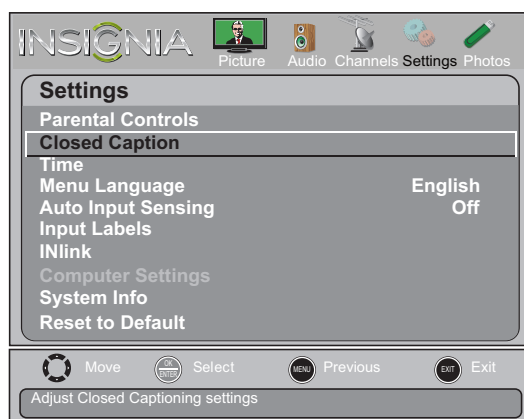 INSIGNIA
Picture Audio Channels Settings Photos
Settings
Parental Controls
Closed Caption
Time
Menu Language English
Auto Input Sensing Off
Input Labels
INlink
Computer Settings
System Info
Reset to Default
Move OK ENTER Select MENU Previous EXIT Exit
Adjust Closed Captioning settings